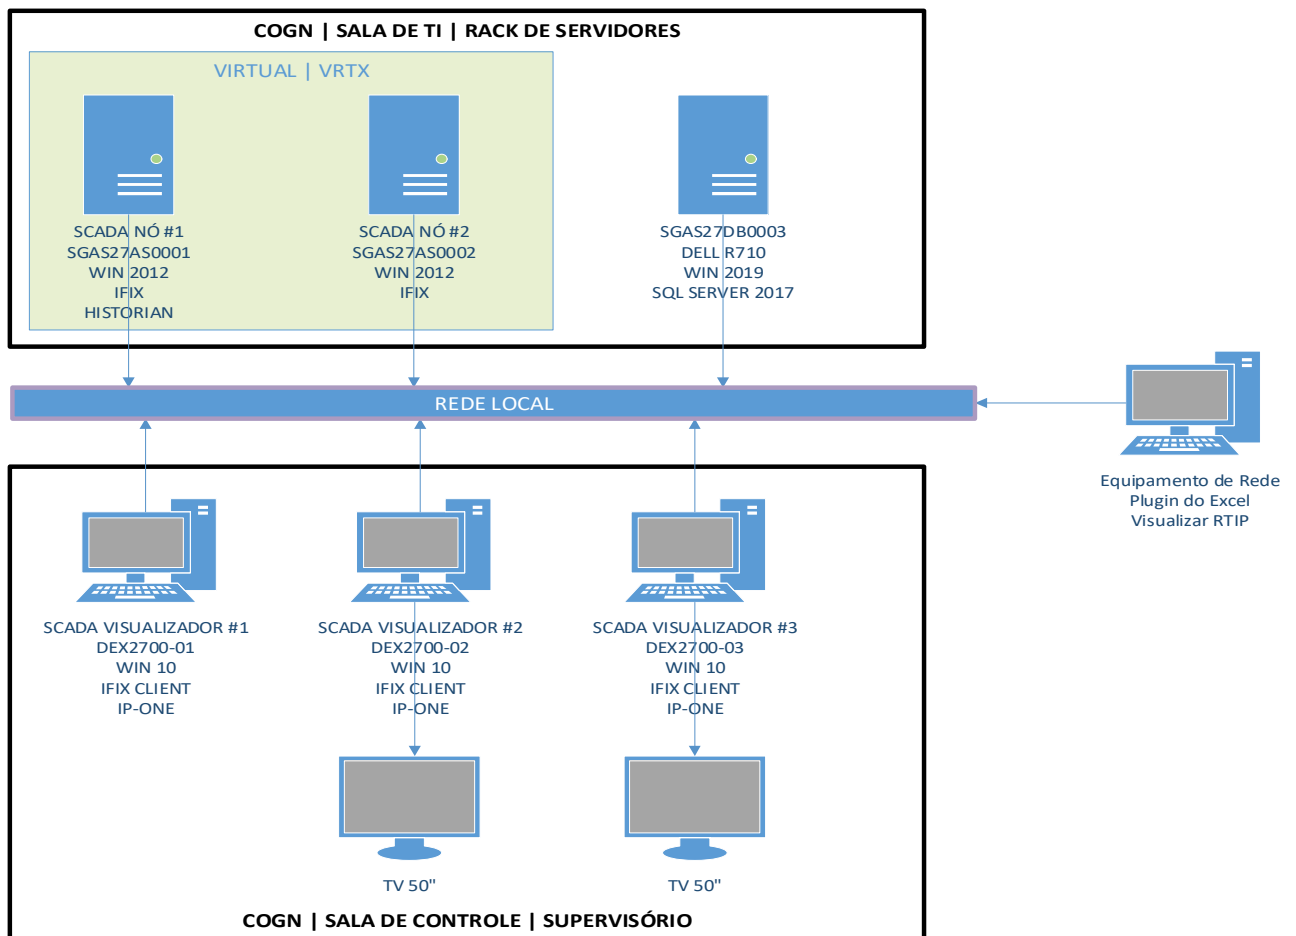 COGN | SALA DE TI | RACK DE SERVIDORES
VIRTUAL | VRTX
SCADA NÓ #1
SGAS27AS0001
WIN 2012
IFIX
HISTORIAN
SCADA NÓ #2
SGAS27AS0002
WIN 2012
IFIX
SGAS27DB0003
DELL R710
WIN 2019
SQL SERVER 2017
REDE LOCAL
Equipamento de Rede
Plugin do Excel
Visualizar RTIP
SCADA VISUALIZADOR #1
DEX2700-01
WIN 10
IFIX CLIENT
IP-ONE
SCADA VISUALIZADOR #2
DEX2700-02
WIN 10
IFIX CLIENT
IP-ONE
SCADA VISUALIZADOR #3
DEX2700-03
WIN 10
IFIX CLIENT
IP-ONE
TV 50"
TV 50"
COGN | SALA DE CONTROLE | SUPERVISÓRIO